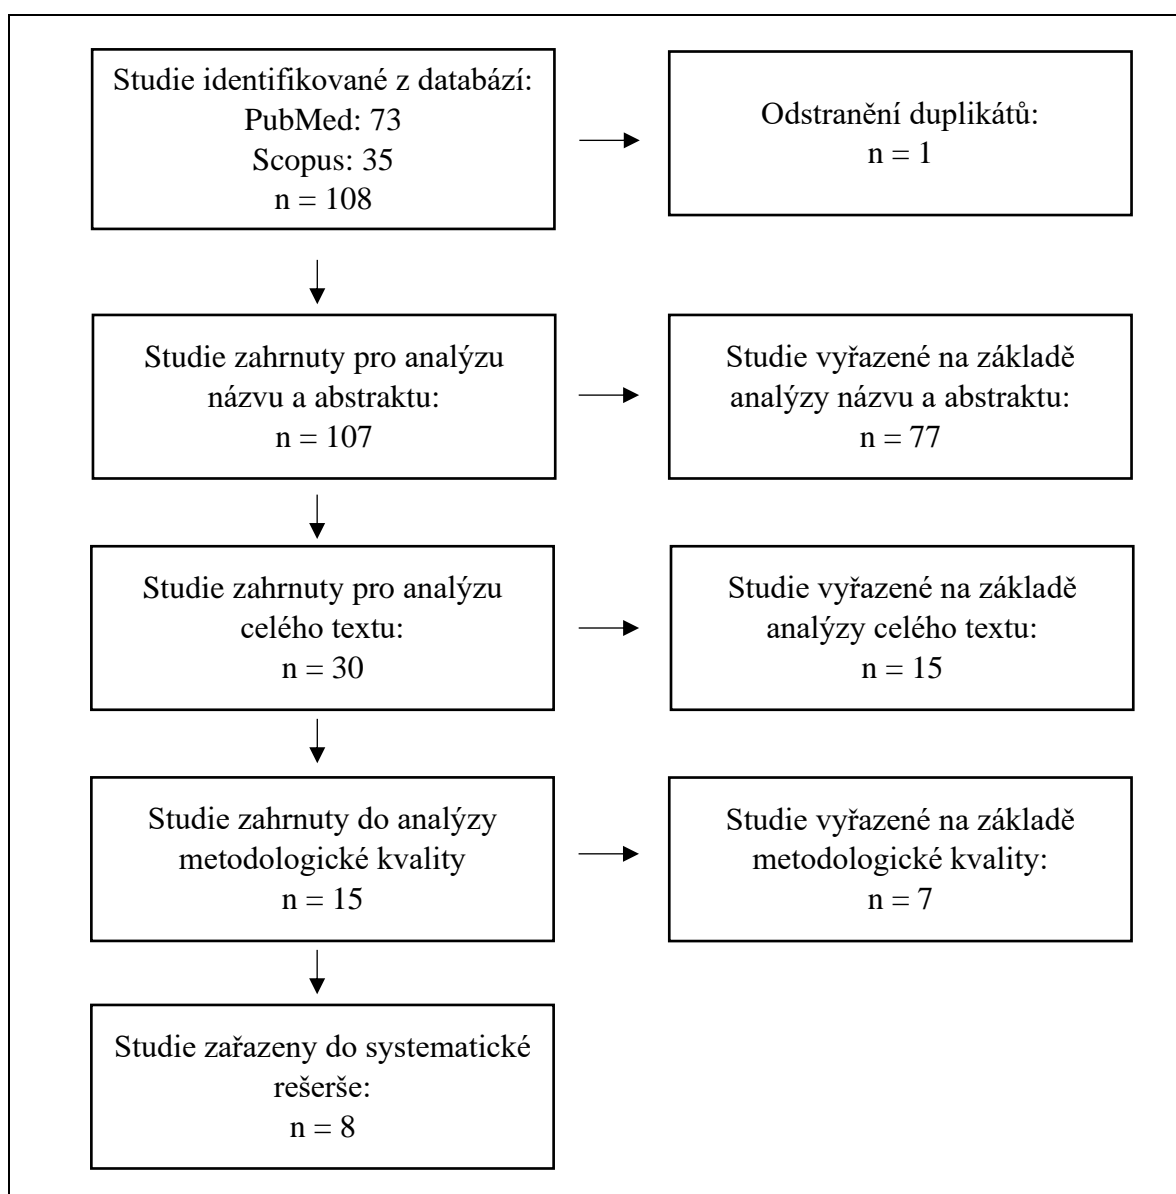 Studie identifikované z databází:
PubMed: 73
Scopus: 35
n = 108
Odstranění duplikátů:
n = 1
Studie zahrnuty pro analýzu
názvu a abstraktu:
n = 107
Studie vyřazené na základě
analýzy názvu a abstraktu:
n = 77
Studie zahrnuty pro analýzu
celého textu:
n = 30
Studie vyřazené na základě
analýzy celého textu:
n = 15
Studie zahrnuty do analýzy
metodologické kvality
n = 15
Studie vyřazené na základě
metodologické kvality:
n = 7
Studie zařazeny do systematické
rešerše:
n = 8